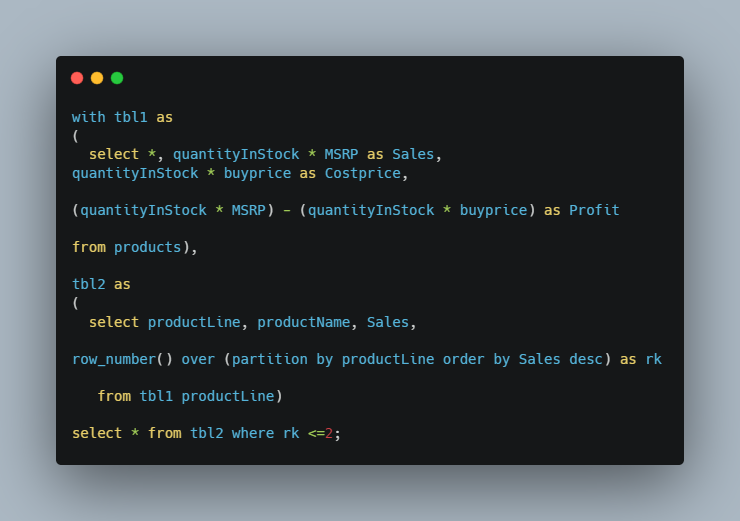 with tbl1 as
(
select *, quantityInStock * MSRP as Sales,
quantityInStock * buyprice as Costprice,
(quantityInStock * MSRP) - (quantityInStock * buyprice) as Profit
from products),
tbl2 as
(
select productLine, productName, Sales,
row_number() over (partition by productLine order by Sales desc) as rk
from tbl1 productLine)
select * from tbl2 where rk <=2;